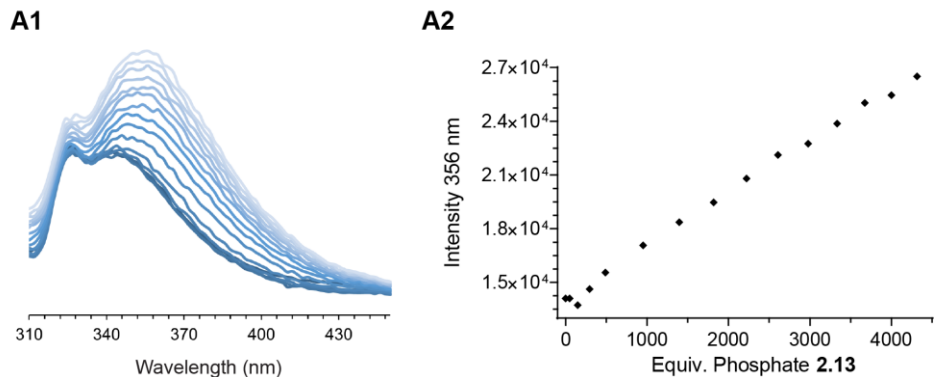 A1
310 340 370 400 430
Wavelength (nm)
A2
Intensity 356 nm
2.7×10⁴
2.4×10⁴
2.1×10⁴
1.8×10⁴
1.5×10⁴
0 1000 2000 3000 4000
Equiv. Phosphate 2.13